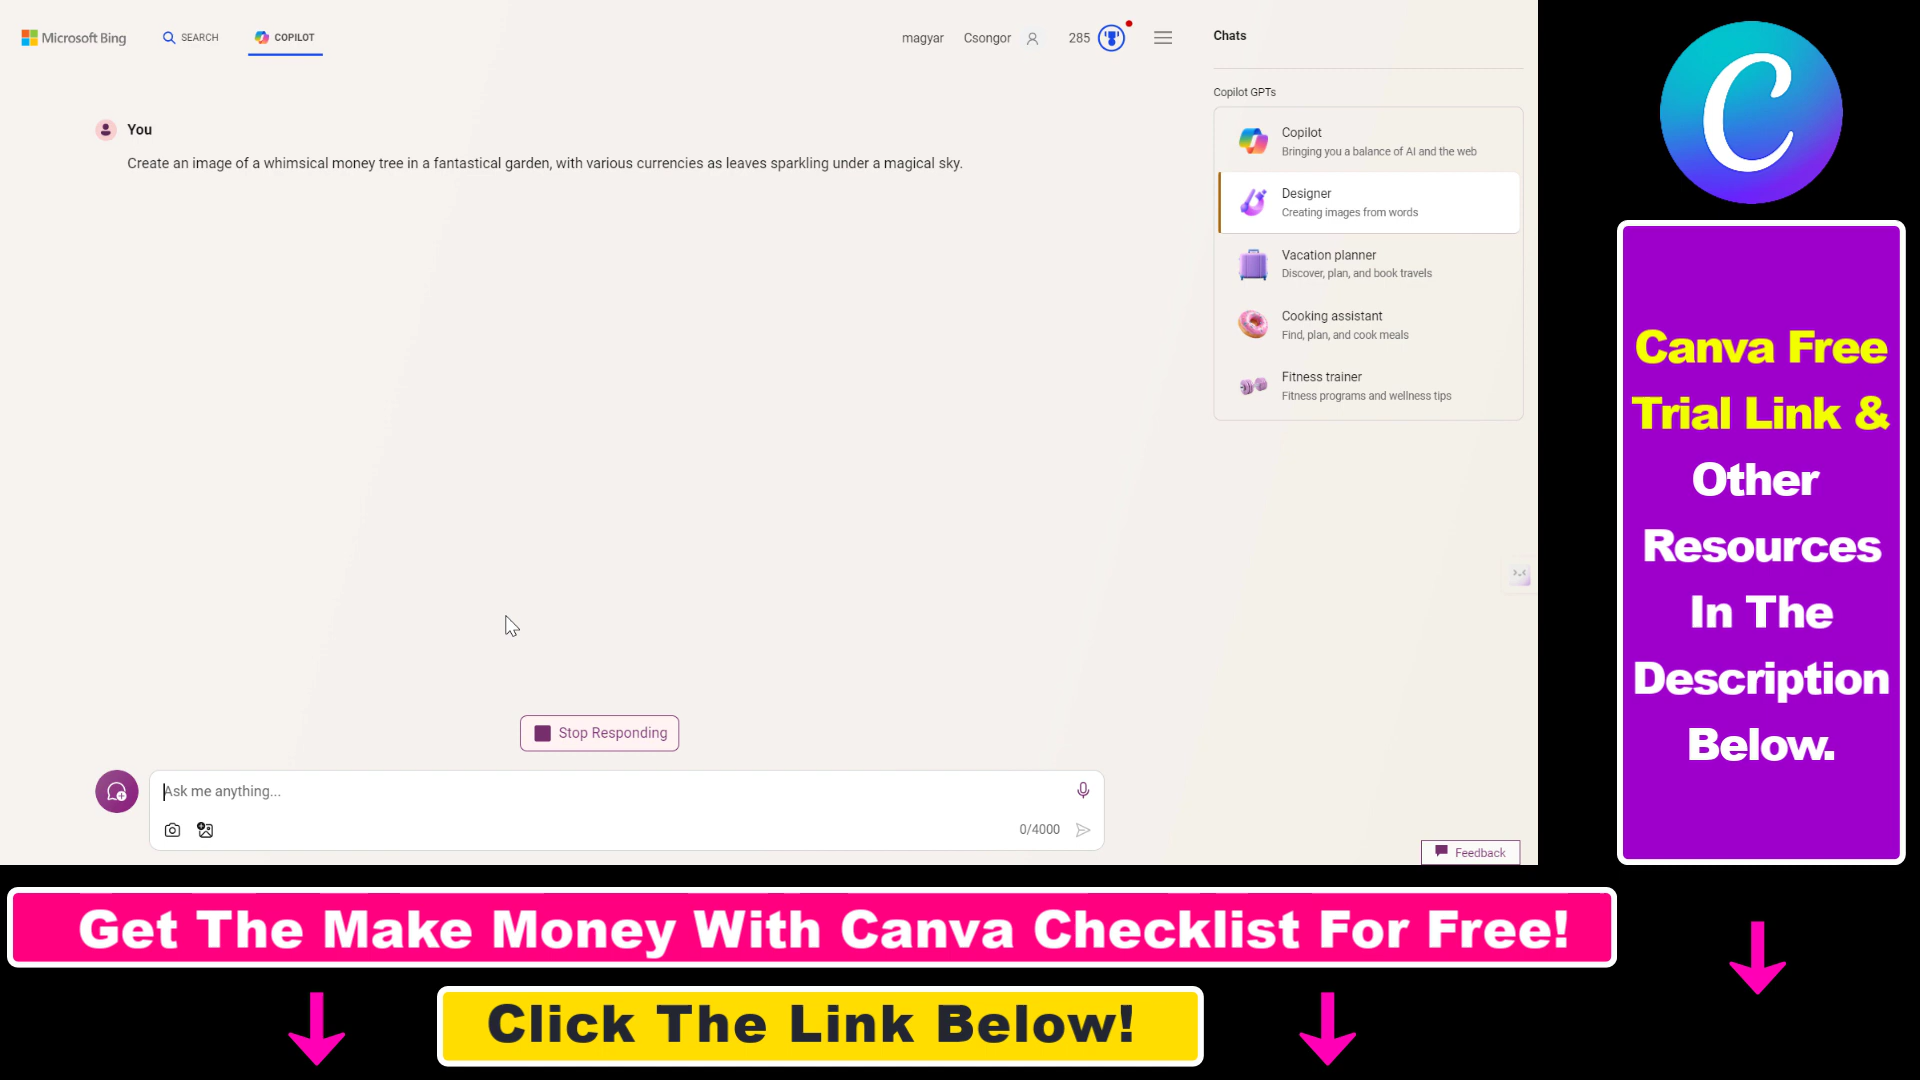 Microsoft Bing
SEARCH
COPILOT
magyar
Csongor
285
You
Create an image of a whimsical money tree in a fantastical garden, with various currencies as leaves sparkling under a magical sky.
Stop Responding
Ask me anything...
0/4000
Chats
Copilot GPTs
Copilot
Bringing you a balance of AI and the web
Designer
Creating images from words
Vacation planner
Discover, plan, and book travels
Cooking assistant
Find, plan, and cook meals
Fitness trainer
Fitness programs and wellness tips
Feedback
C
Canva Free
Trial Link &
Other
Resources
In The
Description
Below.
Get The Make Money With Canva Checklist For Free!
Click The Link Below!